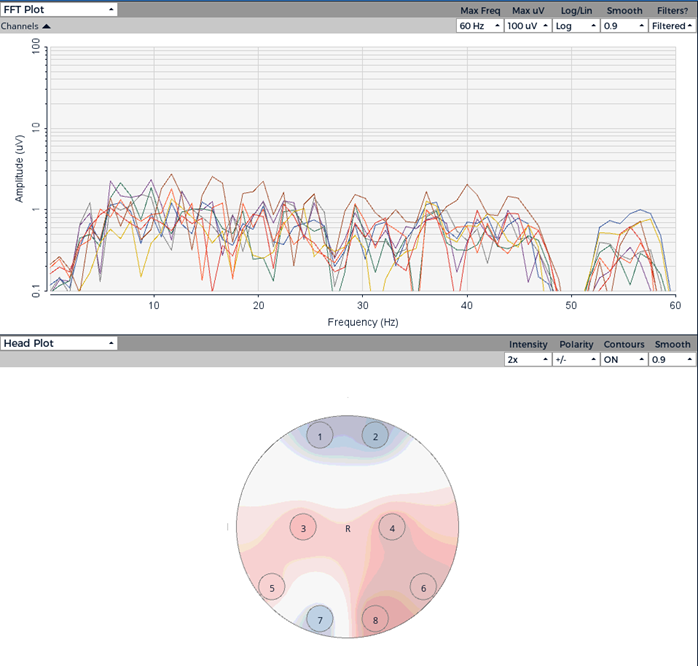 FFT Plot
Max Freq Max uV Log/Lin Smooth Filters?
Channels 60 Hz 100 uV Log 0.9 Filtered
100
10
1
0.1
Amplitude (uV)
10 20 30 40 50 60
Frequency (Hz)
Head Plot
Intensity Polarity Contours Smooth
2x +/- ON 0.9
1 2
3 R 4
5 6
7 8